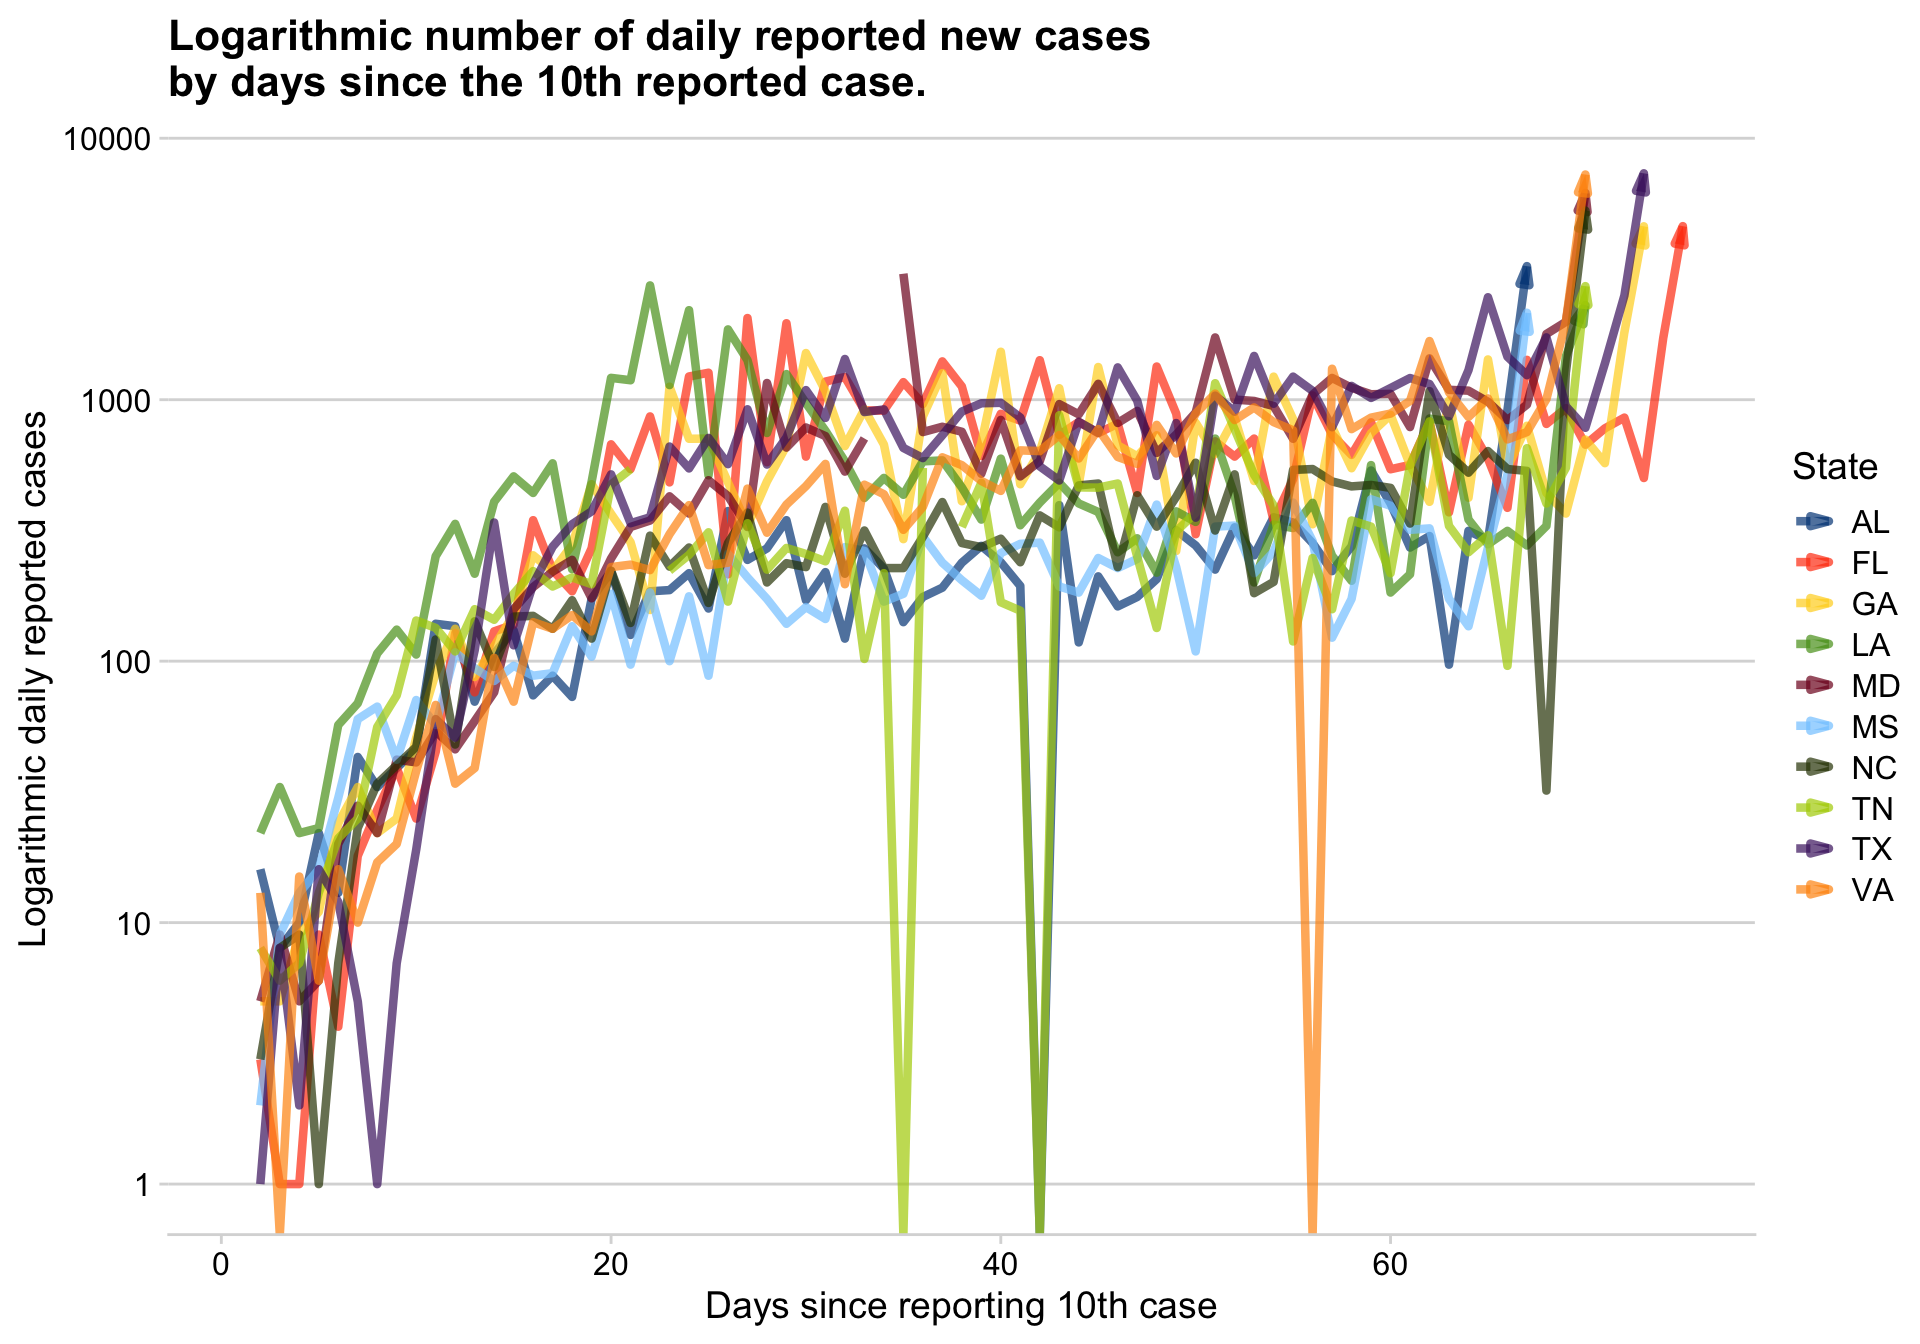 Logarithmic number of daily reported new cases
by days since the 10th reported case.
Logarithmic daily reported cases
10000
1000
100
10
1
0
20
40
60
Days since reporting 10th case
State
AL
FL
GA
LA
MD
MS
NC
TN
TX
VA